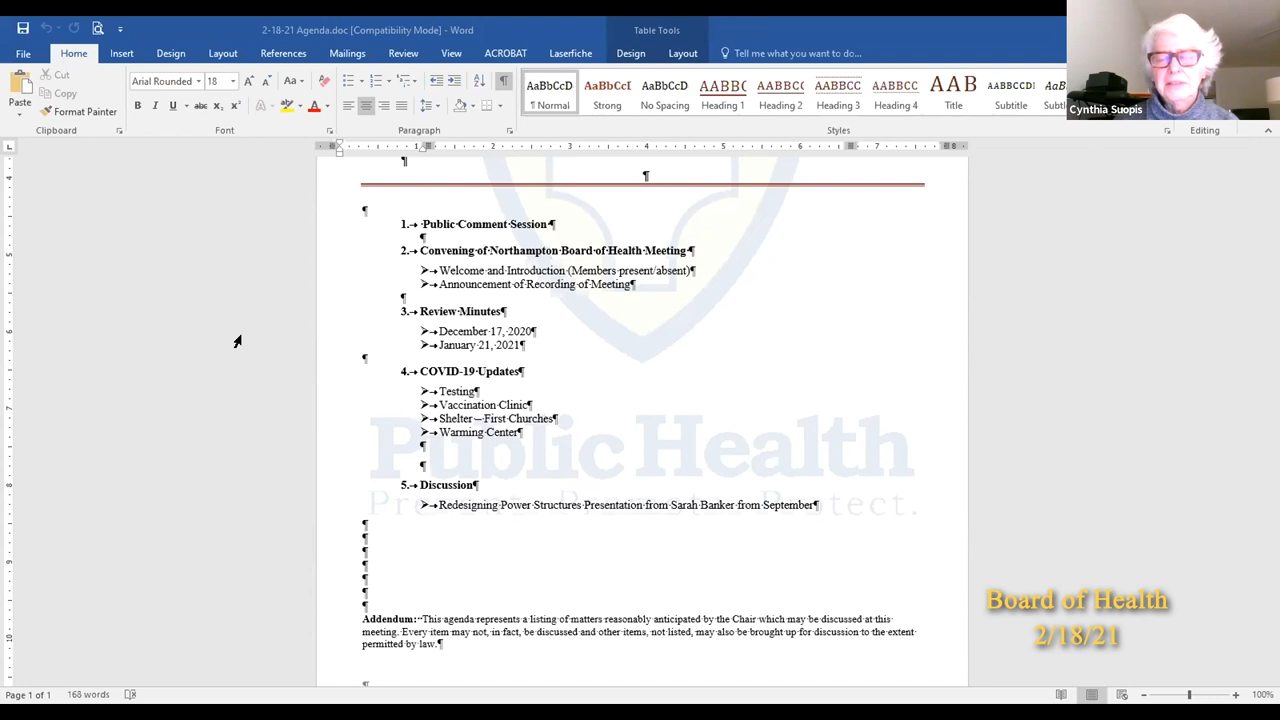 2-18-21 Agenda.doc [Compatibility Mode] - Word
Table Tools
File Home Insert Design Layout References Mailings Review View ACROBAT Laserfiche Design Layout Tell me what you want to do...
Paste
Cut
Copy
Format Painter
Arial Rounded 18
AaBbCcD AaBbCcI AaBbCcD AABBC AABBCC AABBCC AABBCC AAB AABBCCDI
¶ Normal Strong No Spacing Heading 1 Heading 2 Heading 3 Heading 4 Title Subtitle
Clipboard Font Paragraph Styles Editing
Cynthia Suopis
1. Public Comment Session
2. Convening of Northampton Board of Health Meeting
Welcome and Introduction (Members present/absent)
Announcement of Recording of Meeting
3. Review Minutes
December 17, 2020
January 21, 2021
4. COVID-19 Updates
Testing
Vaccination Clinic
Shelter – First Churches
Warming Center
Public Health
5. Discussion
Redesigning Power Structures Presentation from Sarah Banker from September
Addendum: This agenda represents a listing of matters reasonably anticipated by the Chair which may be discussed at this
meeting. Every item may not, in fact, be discussed and other items, not listed, may also be brought up for discussion to the extent
permitted by law.
Board of Health
2/18/21
Page 1 of 1 168 words 100%